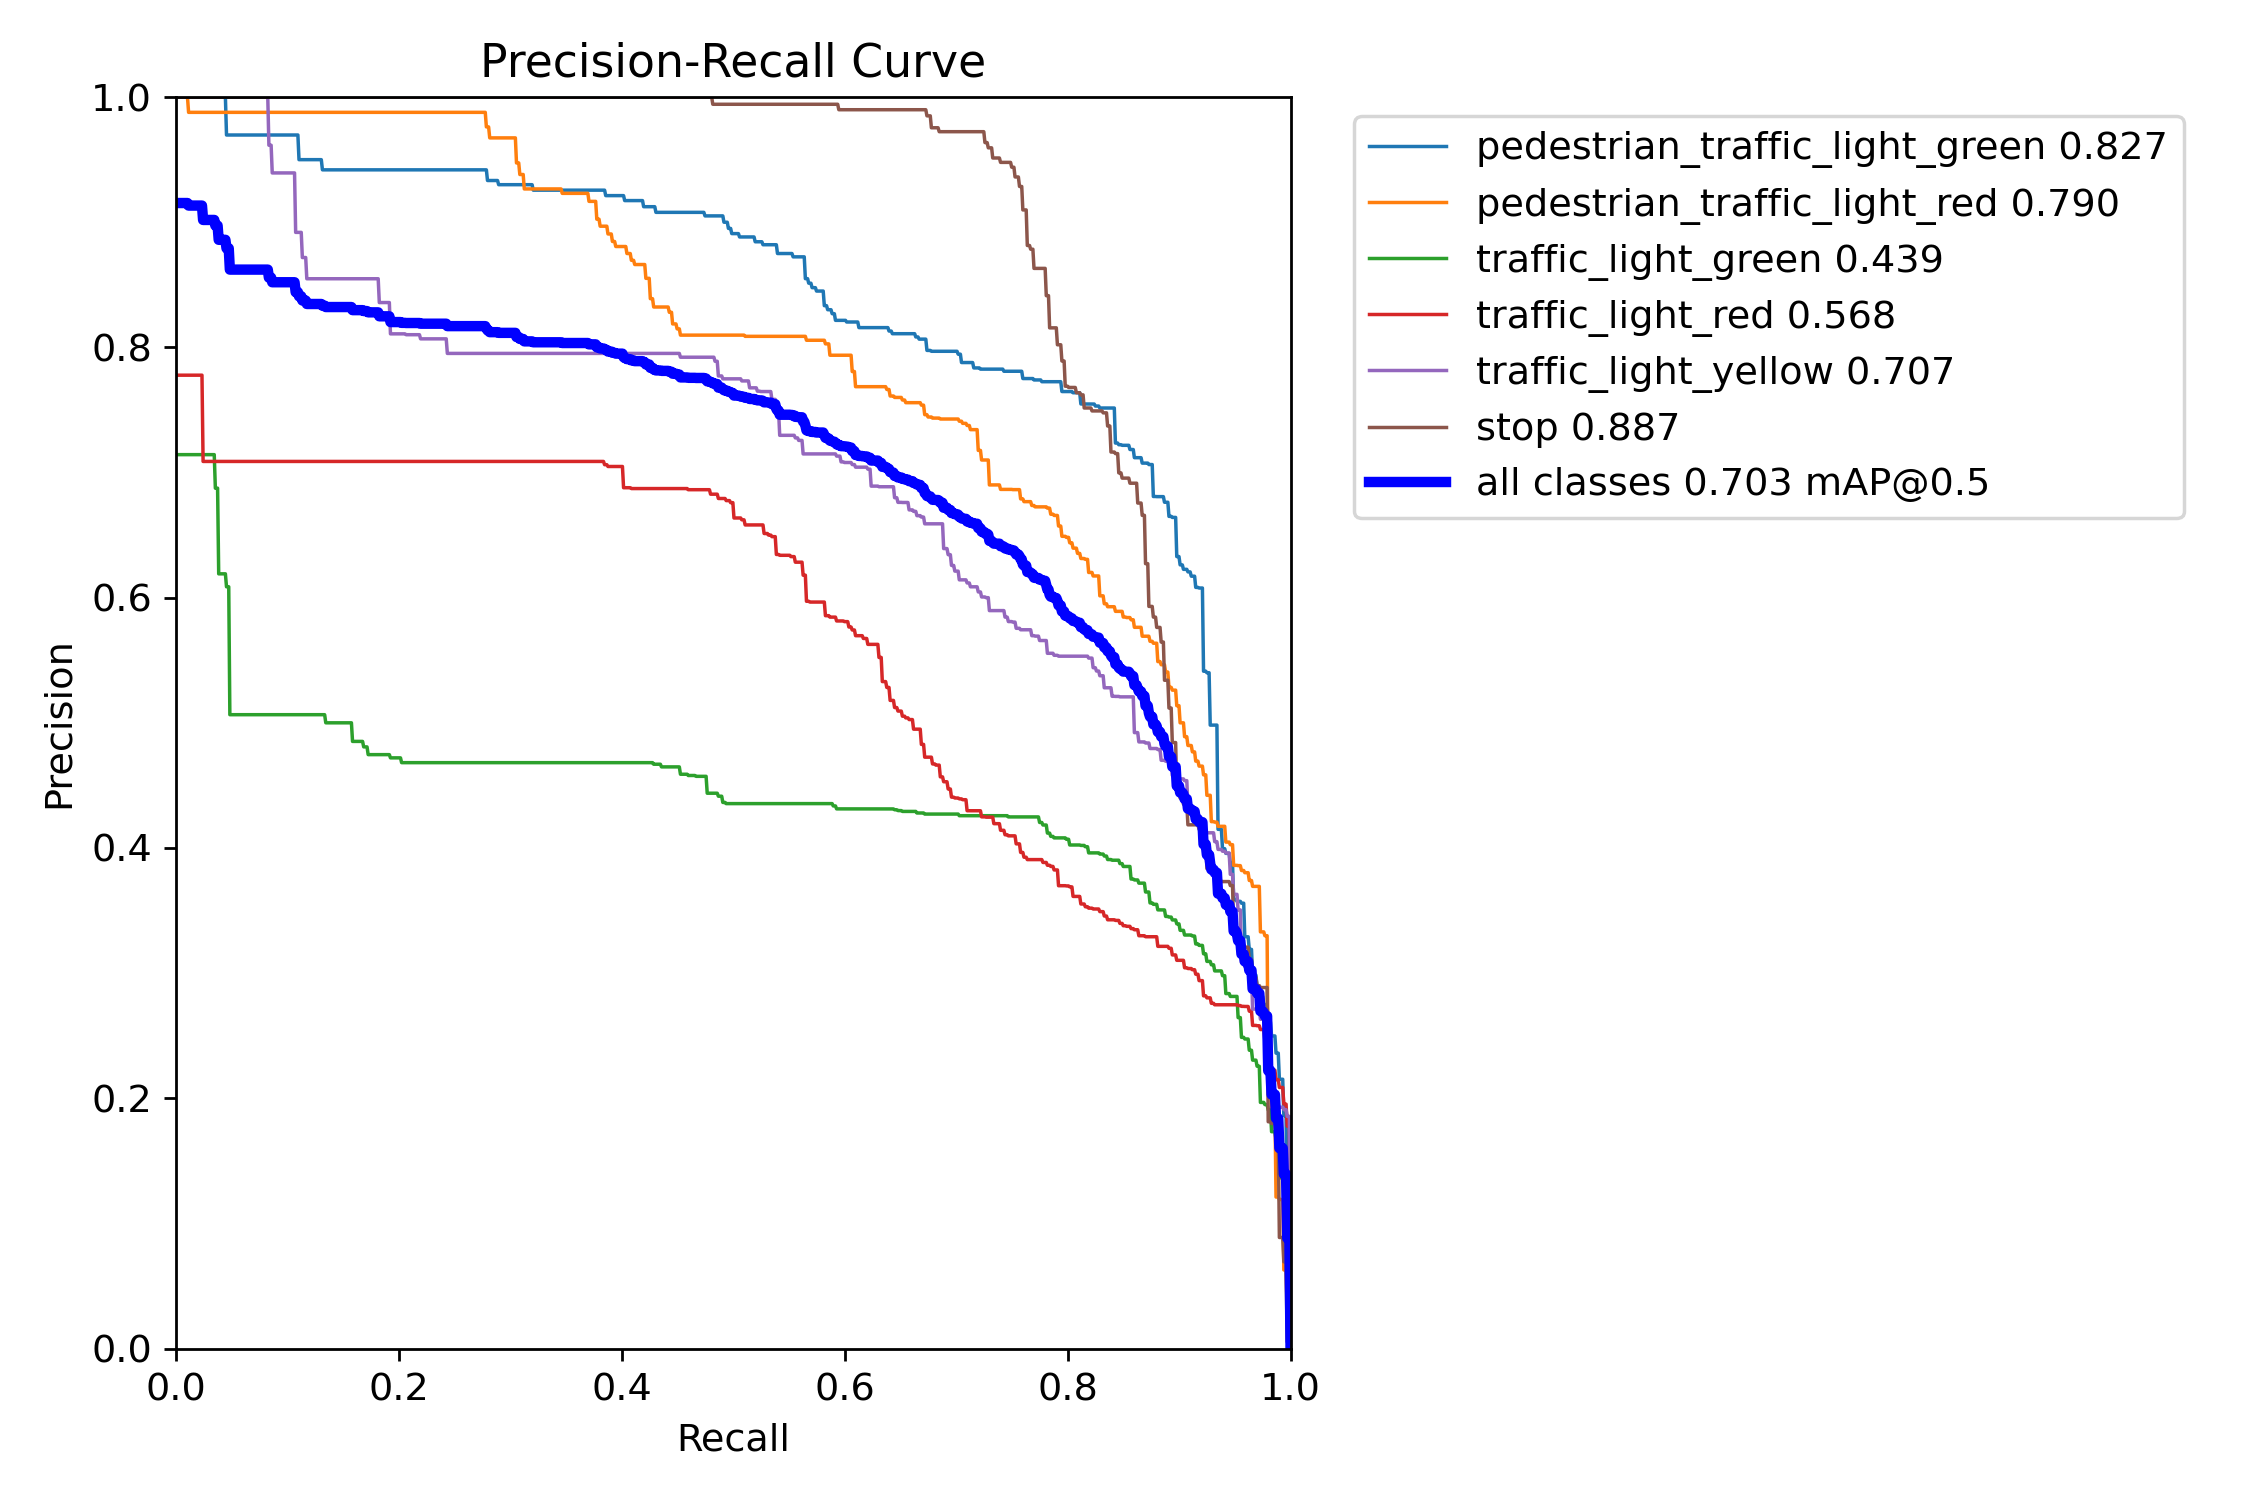 Precision-Recall Curve
1.0
0.8
0.6
0.4
0.2
0.0
Precision
0.0 0.2 0.4 0.6 0.8 1.0
Recall
pedestrian_traffic_light_green 0.827
pedestrian_traffic_light_red 0.790
traffic_light_green 0.439
traffic_light_red 0.568
traffic_light_yellow 0.707
stop 0.887
all classes 0.703 mAP@0.5